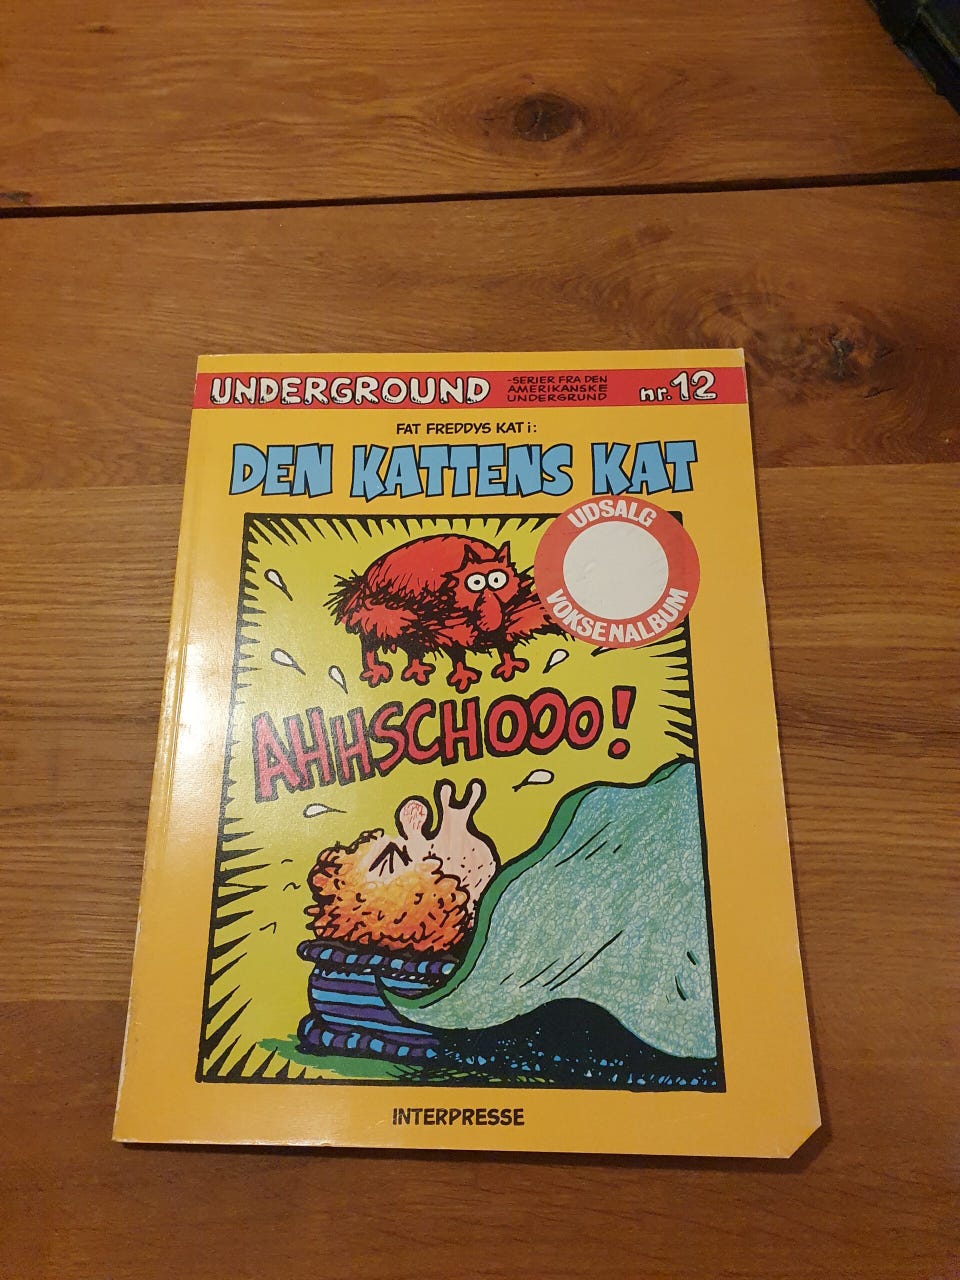 UNDERGROUND
-SERIER FRA DEN
AMERIKANSKE
UNDERGRUND
nr. 12
FAT FREDDYS KAT i:
DEN KATTENS KAT
UDSALG
VOKSENALBUM
AHHSCHOOO!
INTERPRESSE